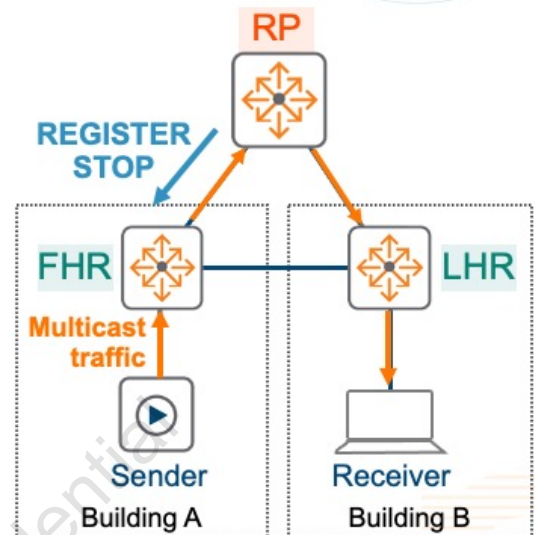 RP
REGISTER
STOP
FHR
LHR
Multicast
traffic
Sender
Receiver
Building A
Building B